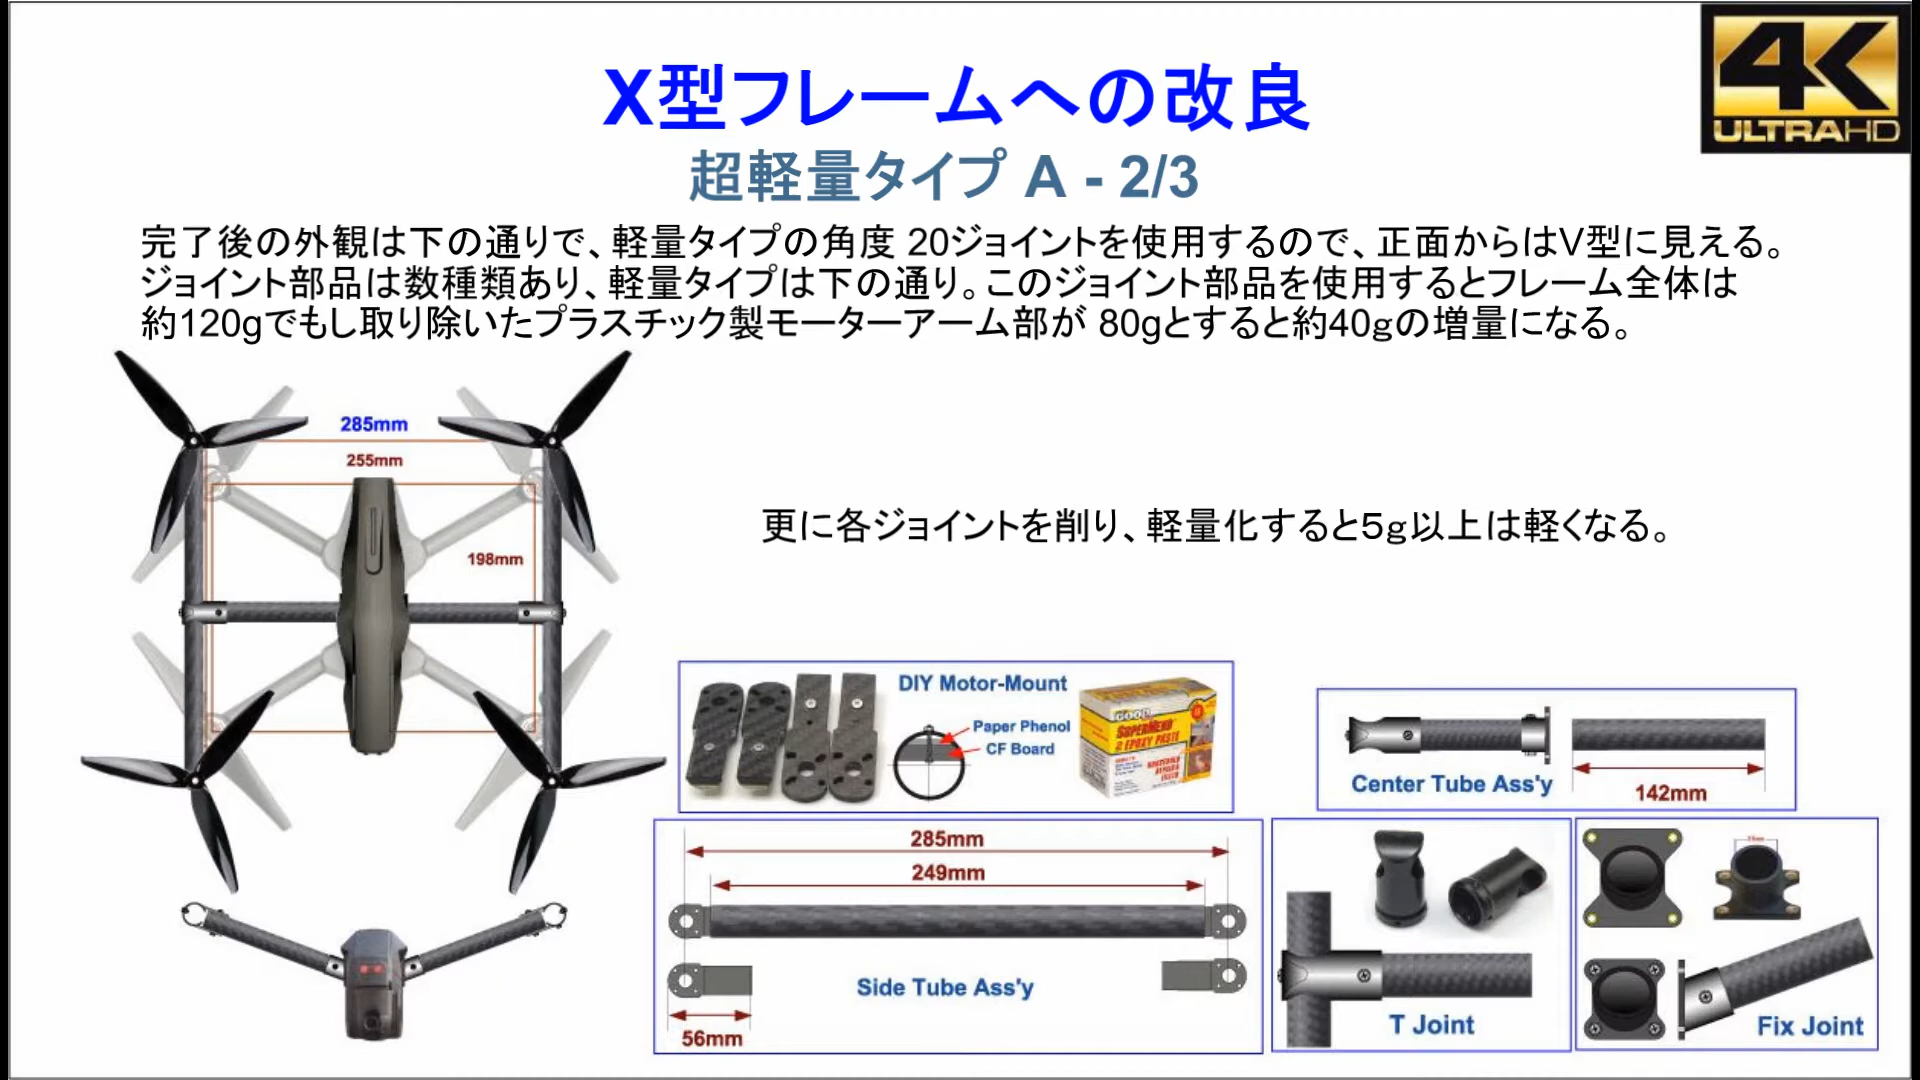 4K
ULTRAHD
X型フレームへの改良
超軽量タイプ A - 2/3
完了後の外観は下の通りで、軽量タイプの角度 20ジョイントを使用するので、正面からはV型に見える。
ジョイント部品は数種類あり、軽量タイプは下の通り。このジョイント部品を使用するとフレーム全体は
約120gでもし取り除いたプラスチック製モーターアーム部が 80gとすると約40gの増量になる。
285mm
255mm
198mm
更に各ジョイントを削り、軽量化すると5g以上は軽くなる。
DIY Motor-Mount
Paper Phenol
CF Board
GOOD
SUPERMEND
EPOXY PASTE
Center Tube Ass'y
142mm
285mm
249mm
Side Tube Ass'y
56mm
T Joint
Fix Joint